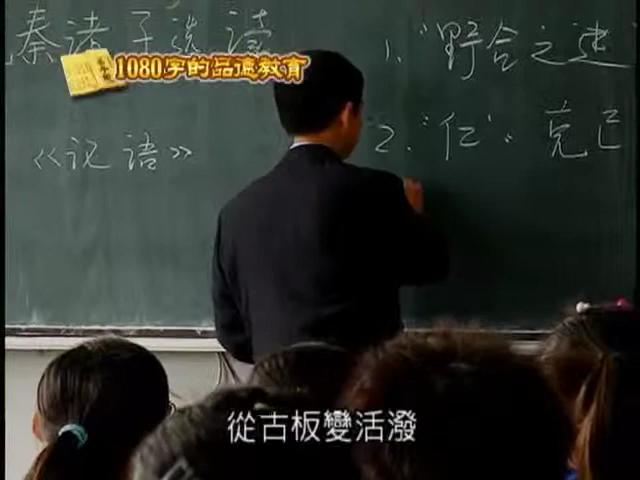 秦诸子选读
1080字的品德教育
1.“野合之迷
《论语》
2.“仁”。克己
從古板變活潑